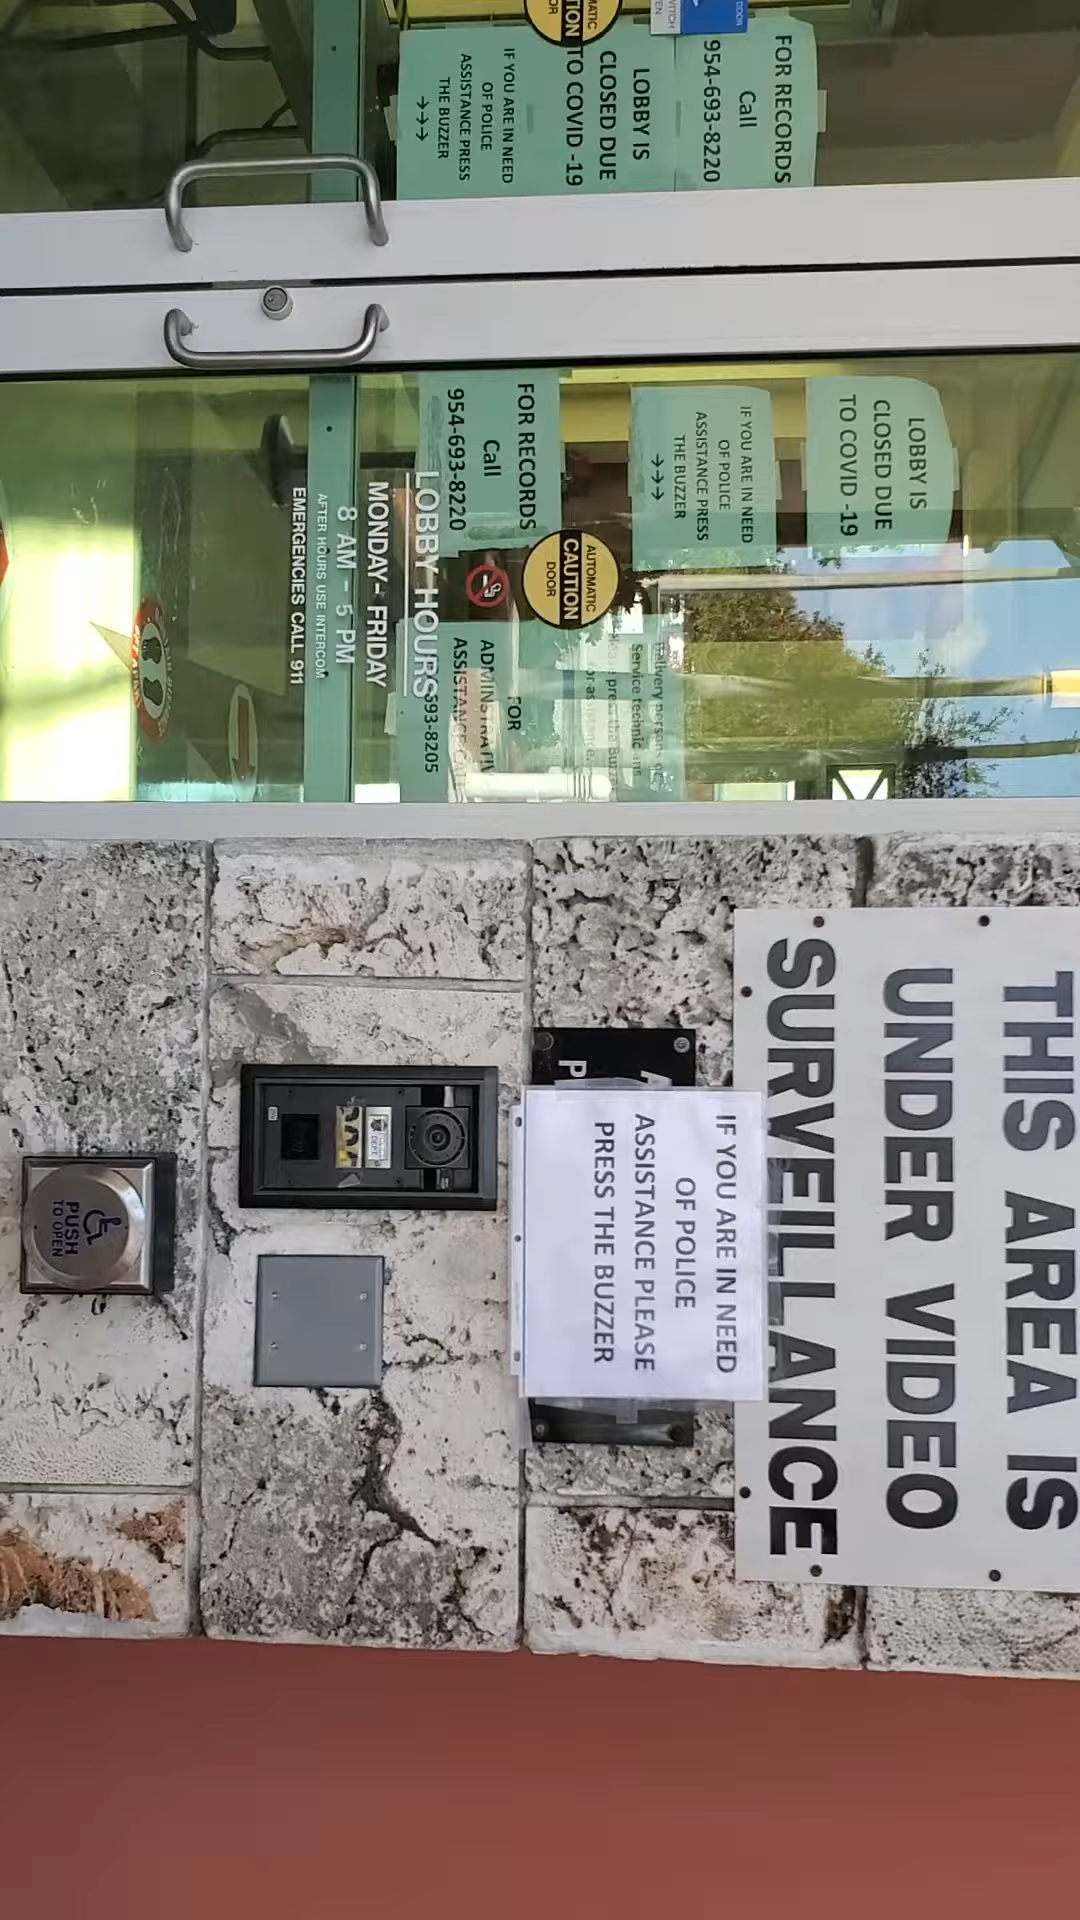 FOR RECORDS
Call
954-693-8220
LOBBY IS
CLOSED DUE
TO COVID -19
IF YOU ARE IN NEED
OF POLICE
ASSISTANCE PRESS
THE BUZZER
→→→
DOOR
LOBBY IS
CLOSED DUE
TO COVID -19
IF YOU ARE IN NEED
OF POLICE
ASSISTANCE PRESS
THE BUZZER
→→→
AUTOMATIC
CAUTION
DOOR
FOR RECORDS
Call
954-693-8220
FOR
ASSISTANCE
693-8205
LOBBY HOURS
MONDAY - FRIDAY
8 AM - 5 PM
AFTER HOURS USE INTERCOM
EMERGENCIES CALL 911
THIS AREA IS
UNDER VIDEO
SURVEILLANCE
IF YOU ARE IN NEED
OF POLICE
ASSISTANCE PLEASE
PRESS THE BUZZER
PUSH
TO OPEN